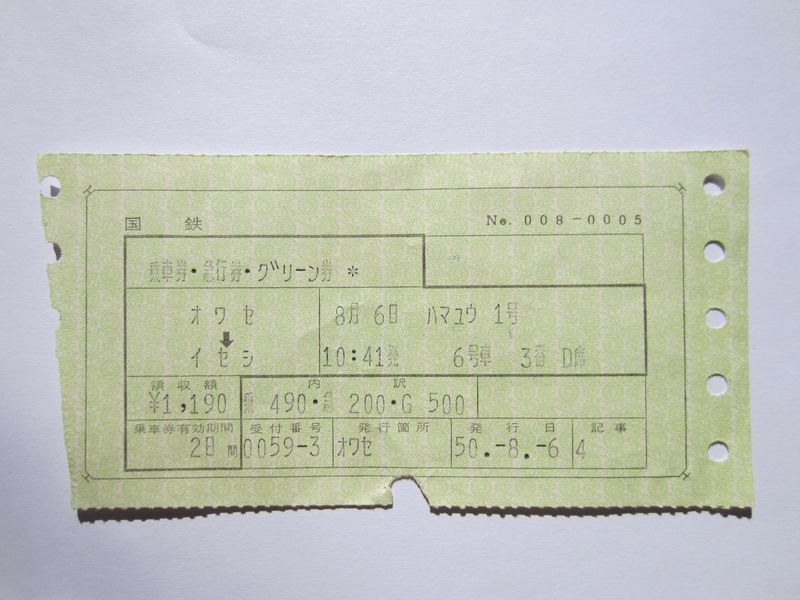 国鉄 No. 008-0005
乗車券・急行券・グリーン券 *
オワセ 8月 6日 ハマユウ 1号
↓
イセシ 10:41発 6号車 3番 D席
領収額 内訳
¥1,190 乗 490・急 200・G 500
乗車券有効期間 受付番号 発行箇所 発行日 記事
2日間 0059-3 オワセ 50.-8.-6 4